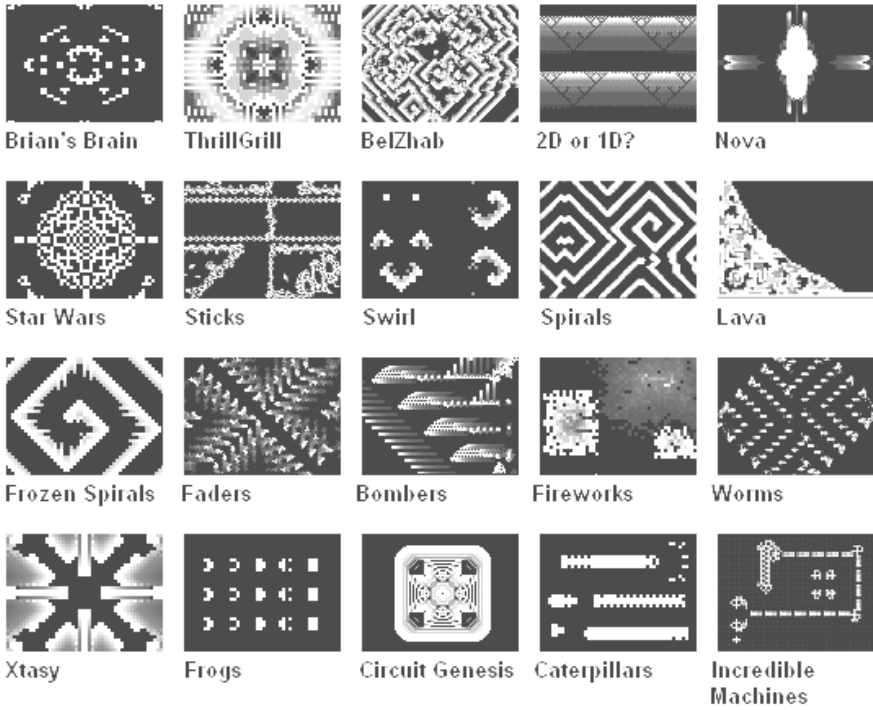 Brian's Brain
ThrillGrill
BelZhab
2D or 1D?
Nova
Star Wars
Sticks
Swirl
Spirals
Lava
Frozen Spirals
Faders
Bombers
Fireworks
Worms
Xtasy
Frogs
Circuit Genesis
Caterpillars
Incredible
Machines